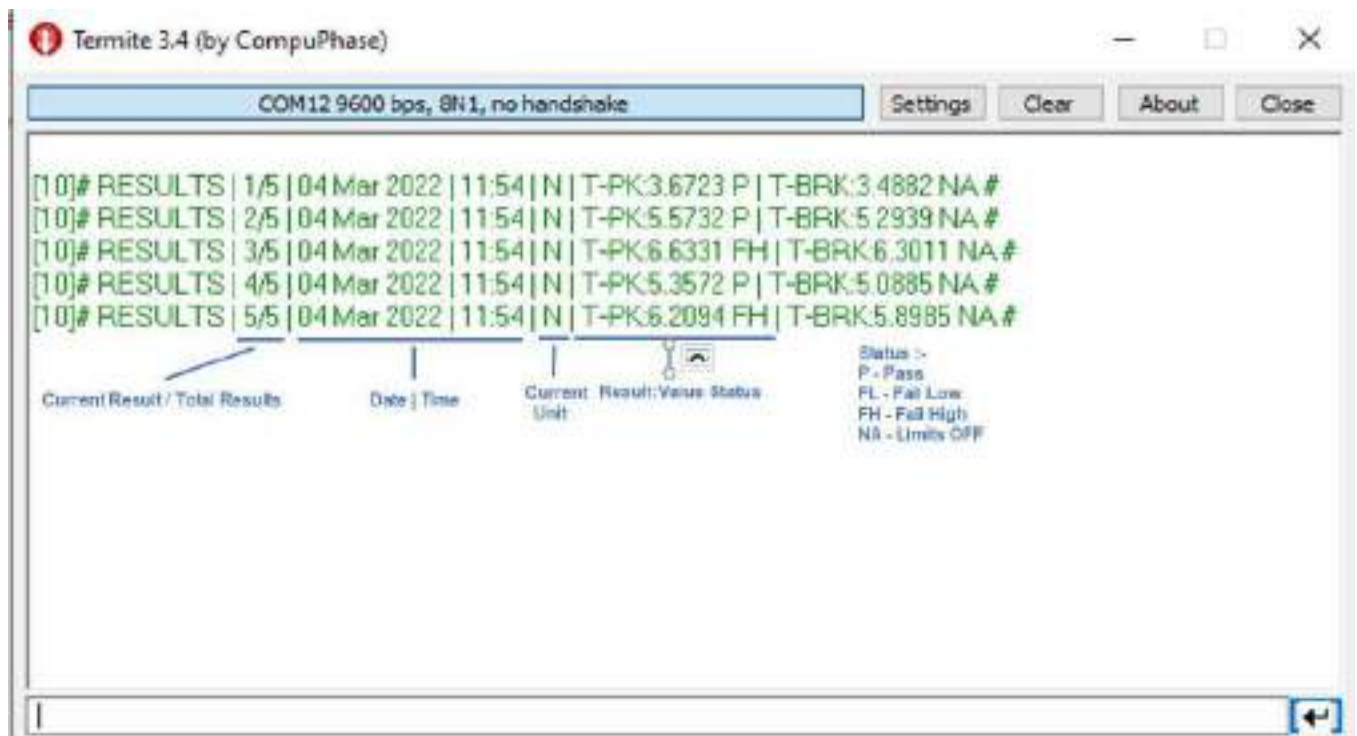 Termite 3.4 (by CompuPhase)
COM12 9600 bps, 8N1, no handshake
Settings Clear About Close
[10]# RESULTS | 1/5 | 04 Mar 2022 | 11:54 | N | T-PK:3.6723 P | T-BRK:3.4882 NA #
[10]# RESULTS | 2/5 | 04 Mar 2022 | 11:54 | N | T-PK:5.5732 P | T-BRK:5.2939 NA #
[10]# RESULTS | 3/5 | 04 Mar 2022 | 11:54 | N | T-PK:6.6331 FH | T-BRK:6.3011 NA #
[10]# RESULTS | 4/5 | 04 Mar 2022 | 11:54 | N | T-PK:5.3572 P | T-BRK:5.0885 NA #
[10]# RESULTS | 5/5 | 04 Mar 2022 | 11:54 | N | T-PK:6.2094 FH | T-BRK:5.8985 NA #
Current Result / Total Results
Date | Time
Current Unit
Result:Value Status
Status :-
P - Pass
FL - Fail Low
FH - Fail High
NA - Limits OFF